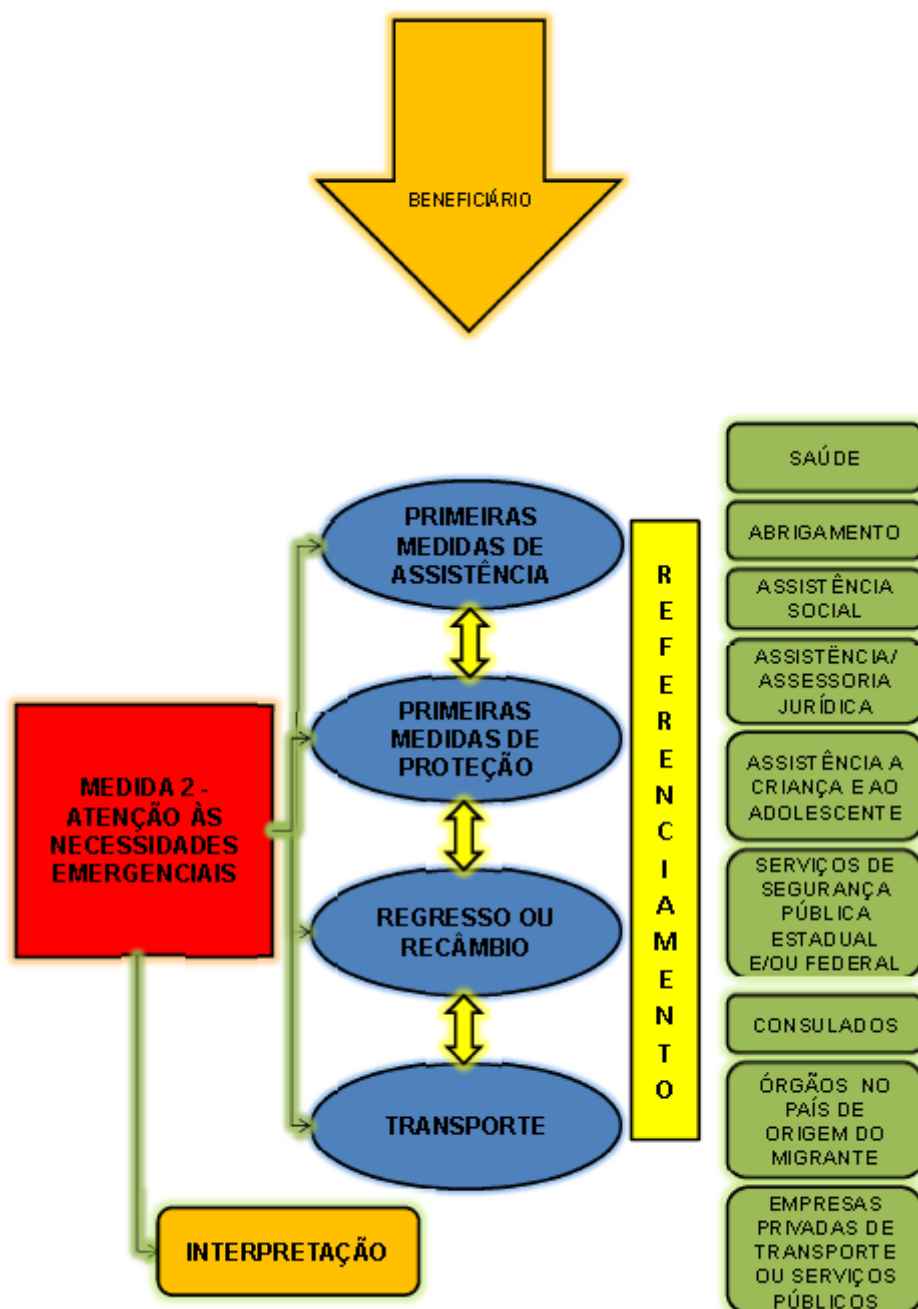 BENEFICIÁRIO
PRIMEIRAS
MEDIDAS DE
ASSISTÊNCIA
PRIMEIRAS
MEDIDAS DE
PROTEÇÃO
MEDIDA 2 -
ATENÇÃO ÀS
NECESSIDADES
EMERGENCIAIS
REGRESSO OU
RECÂMBIO
TRANSPORTE
INTERPRETAÇÃO
R
E
F
E
R
E
N
C
I
A
M
E
N
T
O
SAÚDE
ABRIGAMENTO
ASSISTÊNCIA
SOCIAL
ASSISTÊNCIA/
ASSESSORIA
JURÍDICA
ASSISTÊNCIA A
CRIANÇA E AO
ADOLESCENTE
SERVIÇOS DE
SEGURANÇA
PÚBLICA
ESTADUAL
E/OU FEDERAL
CONSULADOS
ÓRGÃOS NO
PAÍS DE
ORIGEM DO
MIGRANTE
EMPRESAS
PRIVADAS DE
TRANSPORTE
OU SERVIÇOS
PÚBLICOS